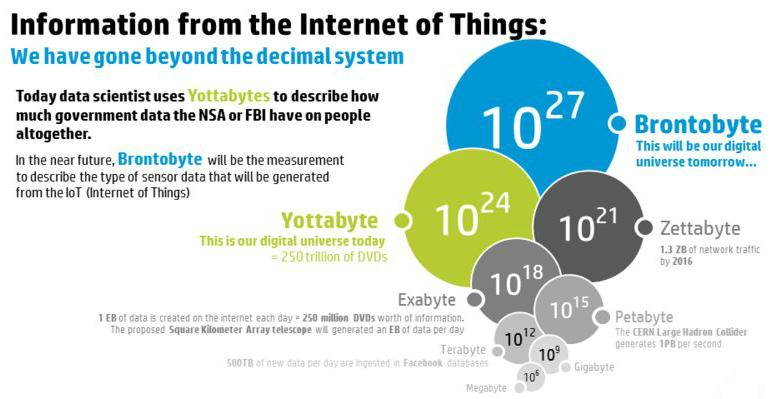 Information from the Internet of Things:
We have gone beyond the decimal system
Today data scientist uses Yottabytes to describe how
much government data the NSA or FBI have on people
altogether.
In the near future, Brontobyte will be the measurement
to describe the type of sensor data that will be generated
from the IoT (Internet of Things)
10^27
Brontobyte
This will be our digital
universe tomorrow...
10^24
Yottabyte
This is our digital universe today
= 250 trillion of DVDs
10^21
Zettabyte
1.3 ZB of network traffic
by 2016
10^18
Exabyte
1 EB of data is created on the internet each day = 250 million DVDs worth of information.
The proposed Square Kilometer Array telescope will generated an EB of data per day
10^15
Petabyte
The CERN Large Hadron Collider
generates 1PB per second
10^12
Terabyte
500TB of new data per day are ingested in Facebook databases
10^9
Gigabyte
10^6
Megabyte